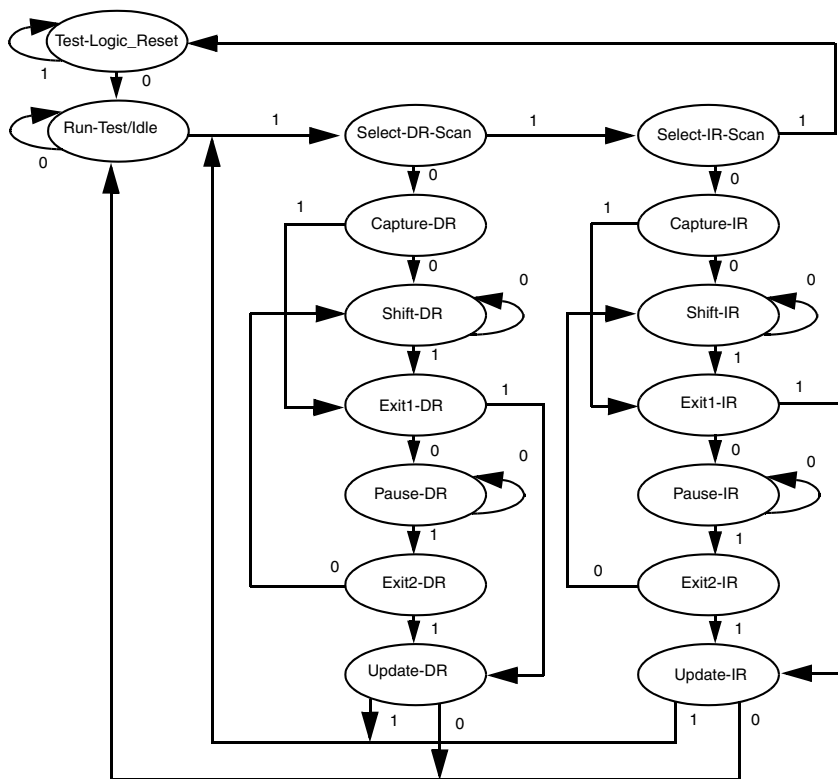 Test-Logic_Reset
1
0
Run-Test/Idle
0
1
Select-DR-Scan
1
Select-IR-Scan
1
0
0
1
Capture-DR
1
Capture-IR
0
0
0
0
Shift-DR
Shift-IR
1
1
Exit1-DR
1
Exit1-IR
1
0
0
0
0
Pause-DR
Pause-IR
1
1
0
Exit2-DR
0
Exit2-IR
1
1
Update-DR
Update-IR
1
0
1
0